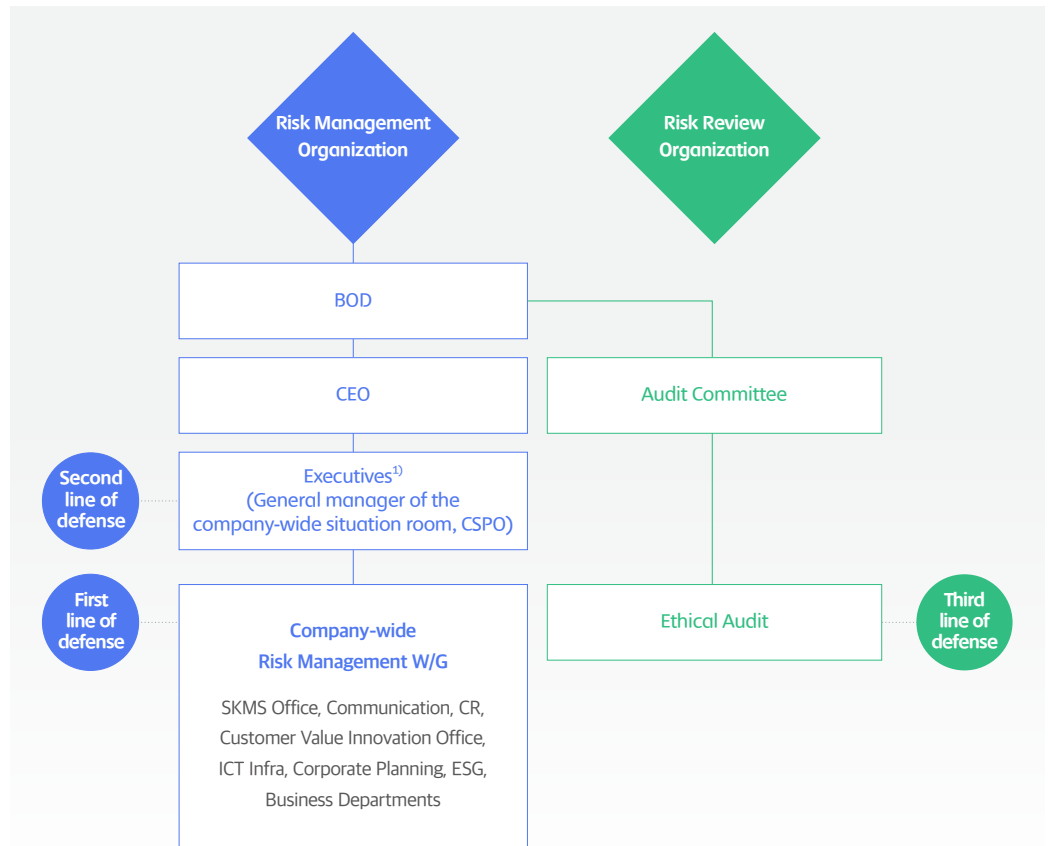 Risk Management
Organization
Risk Review
Organization
BOD
CEO
Audit Committee
Second
line of
defense
Executives1)
(General manager of the
company-wide situation room, CSPO)
First
line of
defense
Company-wide
Risk Management W/G
SKMS Office, Communication, CR,
Customer Value Innovation Office,
ICT Infra, Corporate Planning, ESG,
Business Departments
Ethical Audit
Third
line of
defense